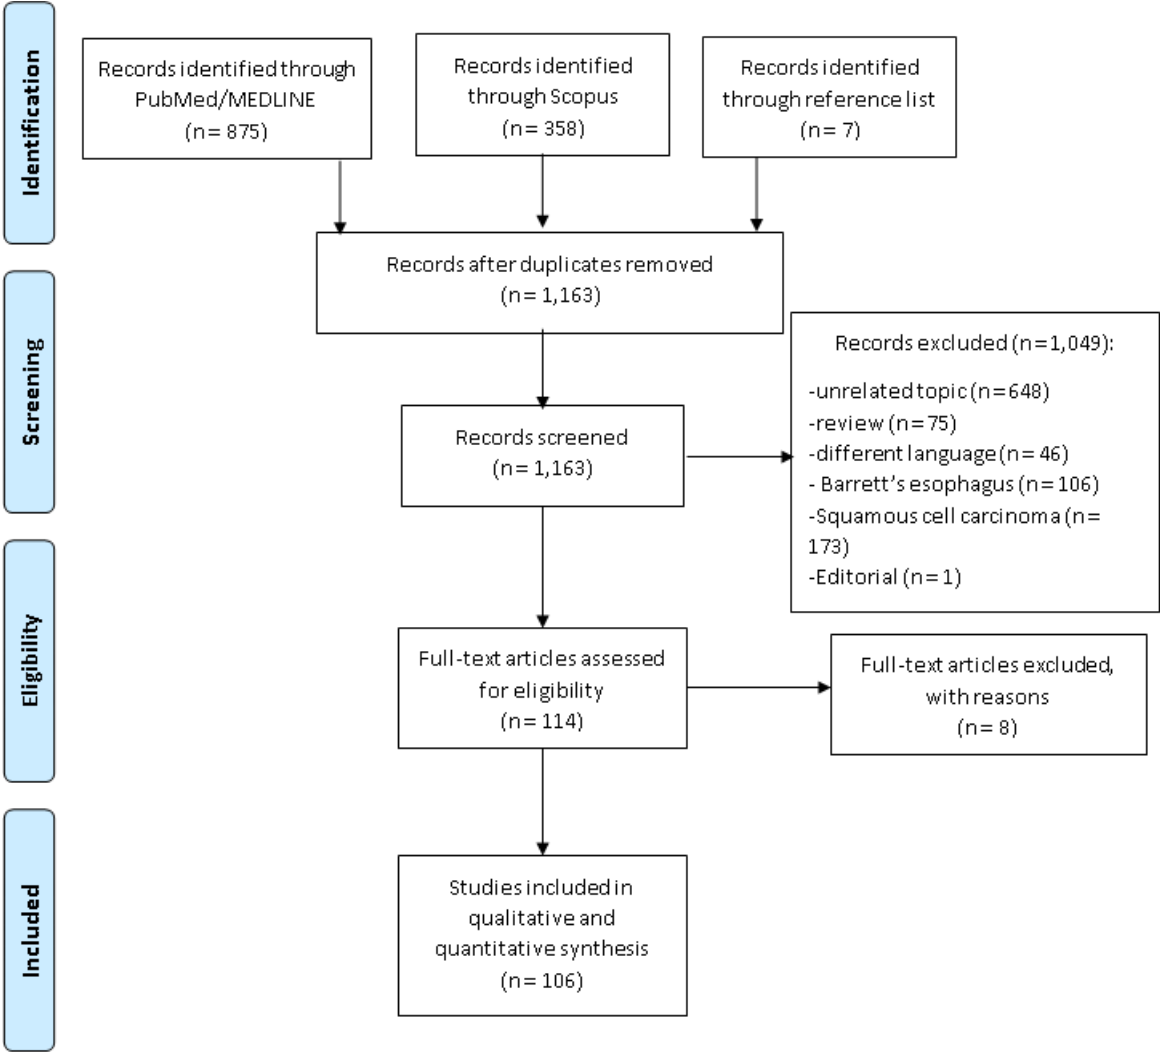 Identification
Records identified through
PubMed/MEDLINE
(n = 875)
Records identified
through Scopus
(n = 358)
Records identified
through reference list
(n = 7)
Records after duplicates removed
(n = 1,163)
Screening
Records screened
(n = 1,163)
Records excluded (n=1,049):
-unrelated topic (n=648)
-review (n=75)
-different language (n= 46)
- Barrett’s esophagus (n= 106)
-Squamous cell carcinoma (n=
173)
-Editorial (n= 1)
Eligibility
Full-text articles assessed
for eligibility
(n = 114)
Full-text articles excluded,
with reasons
(n = 8)
Included
Studies included in
qualitative and
quantitative synthesis
(n = 106)